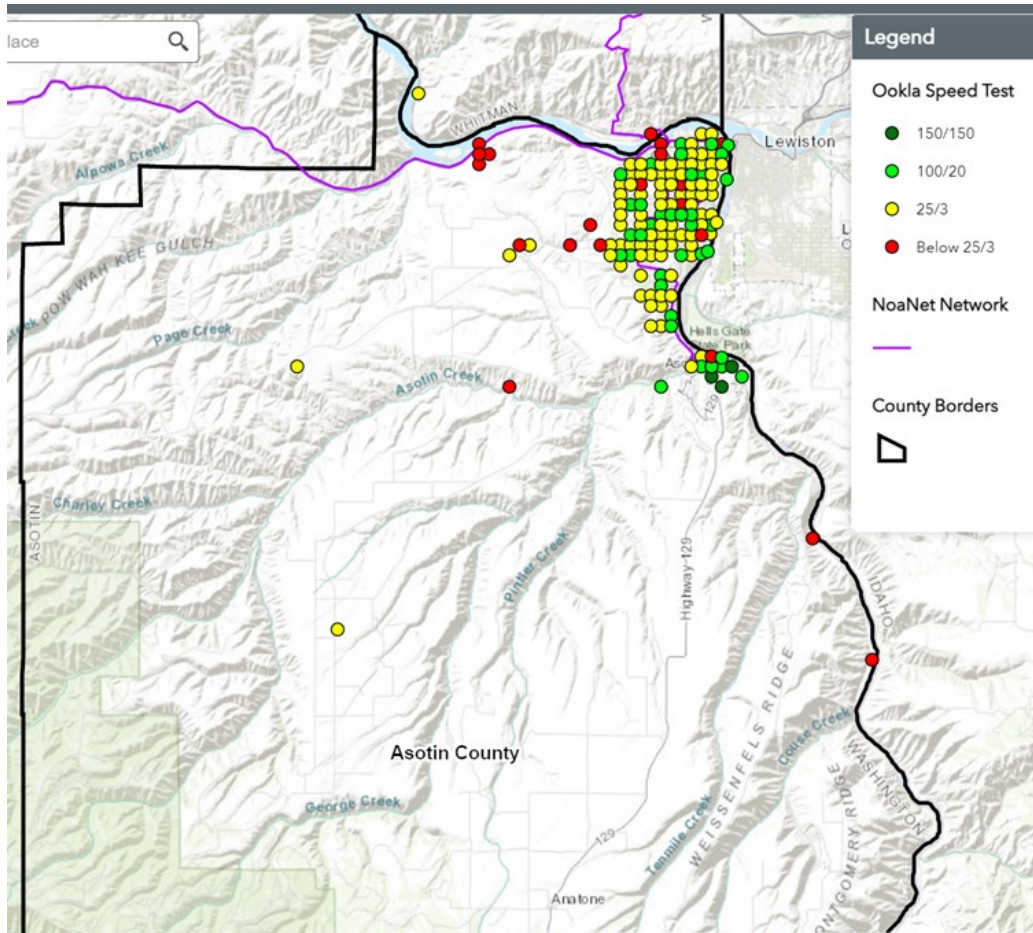 lace
Legend
Ookla Speed Test
150/150
100/20
25/3
Below 25/3
NoaNet Network
County Borders
WHITMAN
Lewiston
Alpowa Creek
POW WAH KEE GULCH
Page Creek
Hells Gate
State Park
Aso
Asotin Creek
129
Charley Creek
ASOTIN
Pintler Creek
Highway 129
IDAHO
WEISSENFELS RIDGE
Couse Creek
Asotin County
WASHINGTON
George Creek
Tenmile Creek
129
Anatone